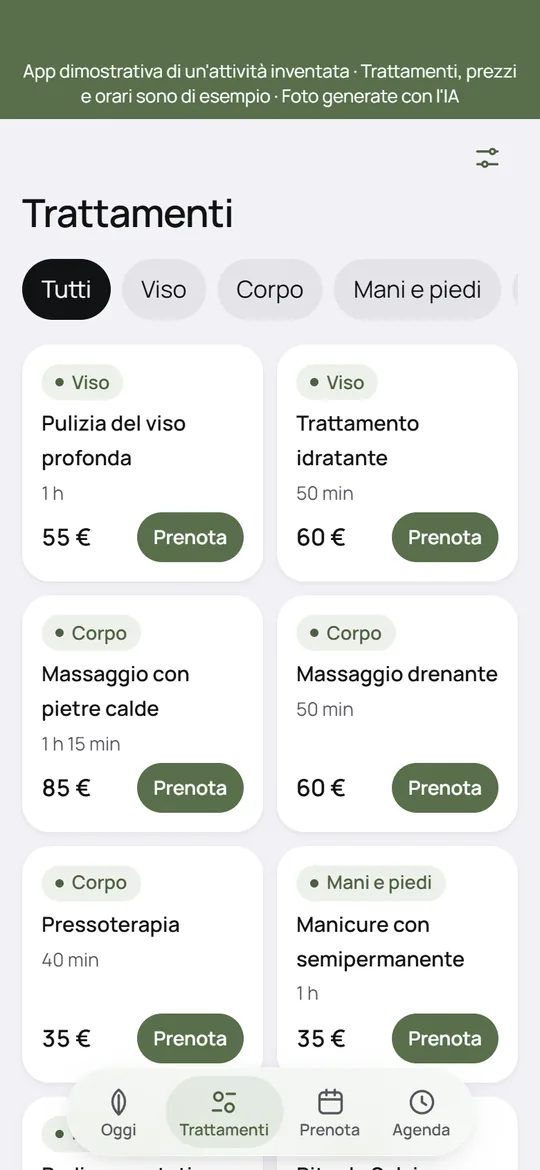 App dimostrativa di un'attività inventata · Trattamenti, prezzi
e orari sono di esempio · Foto generate con l'IA
Trattamenti
Tutti
Viso
Corpo
Mani e piedi
Viso
Pulizia del viso
profonda
1 h
55 €
Prenota
Viso
Trattamento
idratante
50 min
60 €
Prenota
Corpo
Massaggio con
pietre calde
1 h 15 min
85 €
Prenota
Corpo
Massaggio drenante
50 min
60 €
Prenota
Corpo
Pressoterapia
40 min
35 €
Prenota
Mani e piedi
Manicure con
semipermanente
1 h
35 €
Prenota
Oggi
Trattamenti
Prenota
Agenda